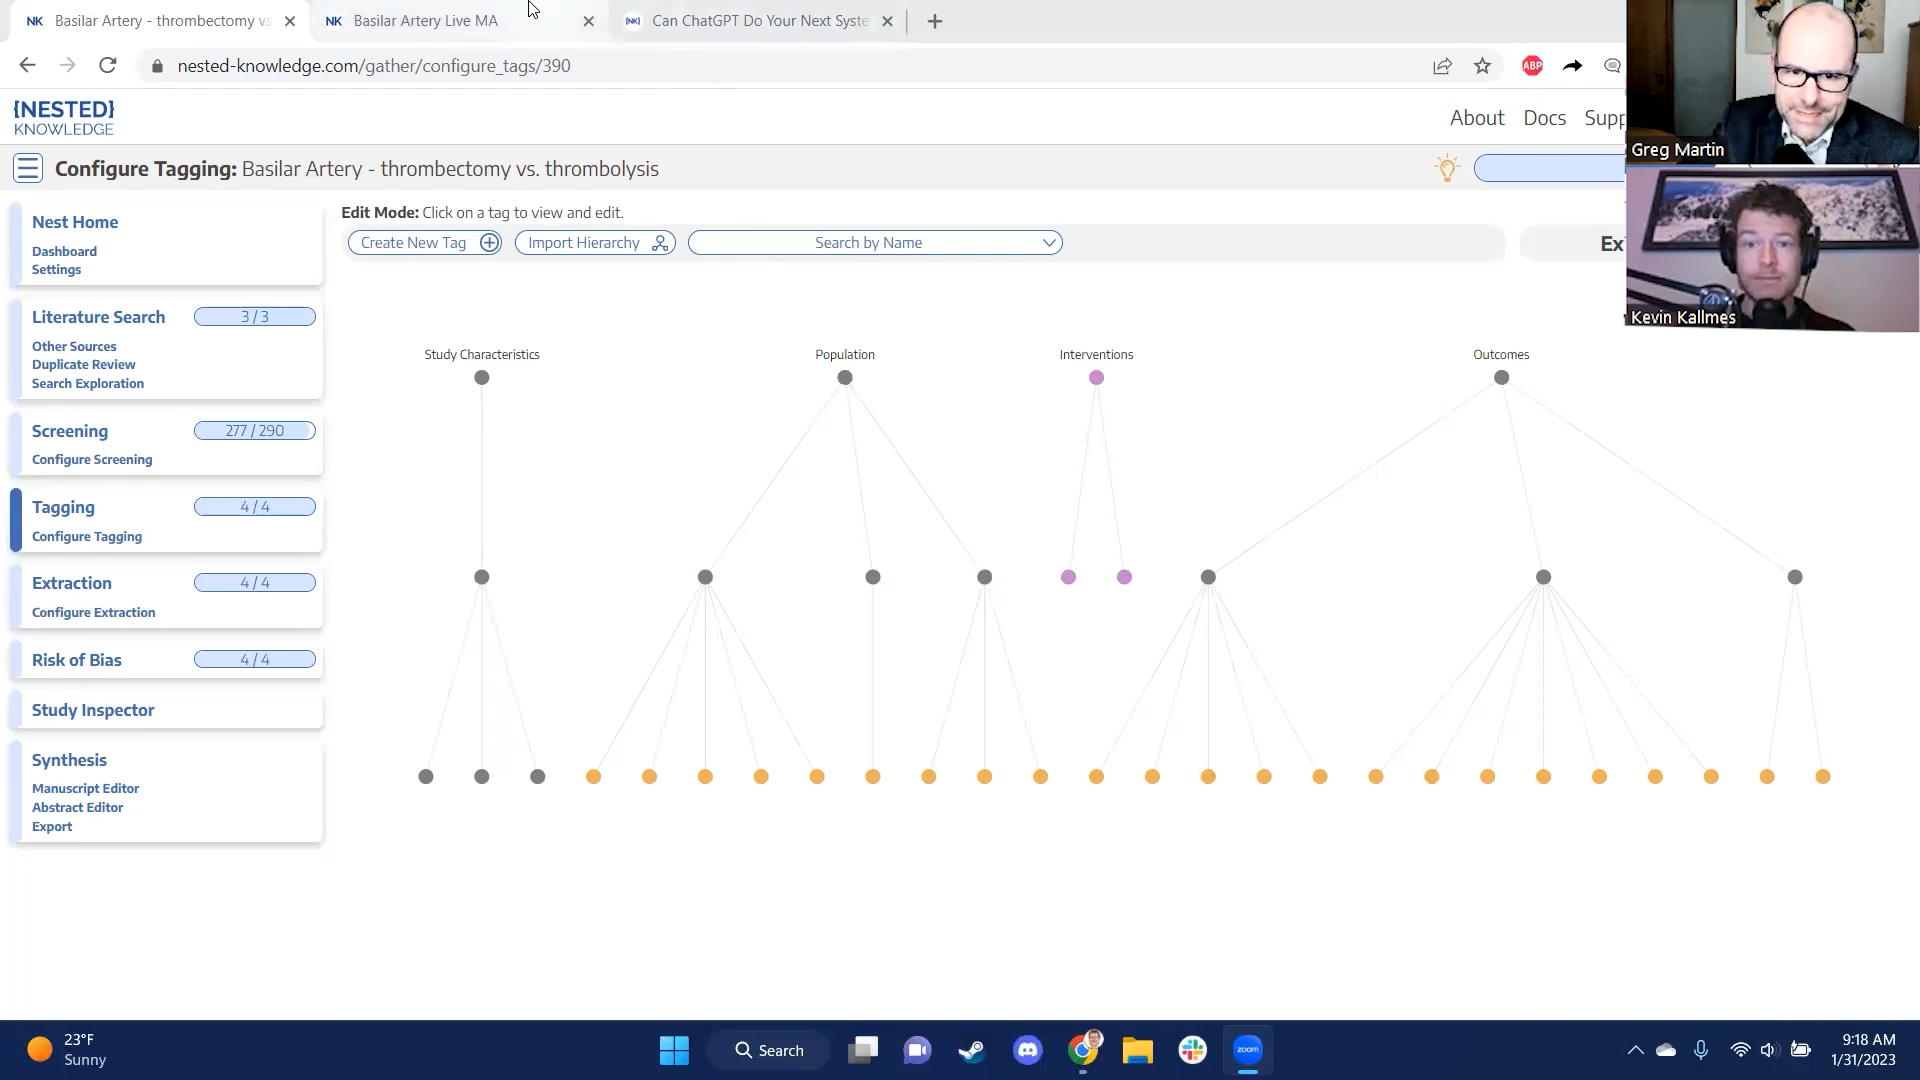 NK Basilar Artery - thrombectomy vs
NK Basilar Artery Live MA
{NK} Can ChatGPT Do Your Next Syste
nested-knowledge.com/gather/configure_tags/390
ABP
{NESTED}
KNOWLEDGE
About Docs Supp
Configure Tagging: Basilar Artery - thrombectomy vs. thrombolysis
Greg Martin
Kevin Kallmes
Nest Home
Dashboard
Settings
Literature Search 3 / 3
Other Sources
Duplicate Review
Search Exploration
Screening 277 / 290
Configure Screening
Tagging 4 / 4
Configure Tagging
Extraction 4 / 4
Configure Extraction
Risk of Bias 4 / 4
Study Inspector
Synthesis
Manuscript Editor
Abstract Editor
Export
Edit Mode: Click on a tag to view and edit.
Create New Tag
Import Hierarchy
Search by Name
Ex
Study Characteristics
Population
Interventions
Outcomes
23°F
Sunny
Search
zoom
9:18 AM
1/31/2023